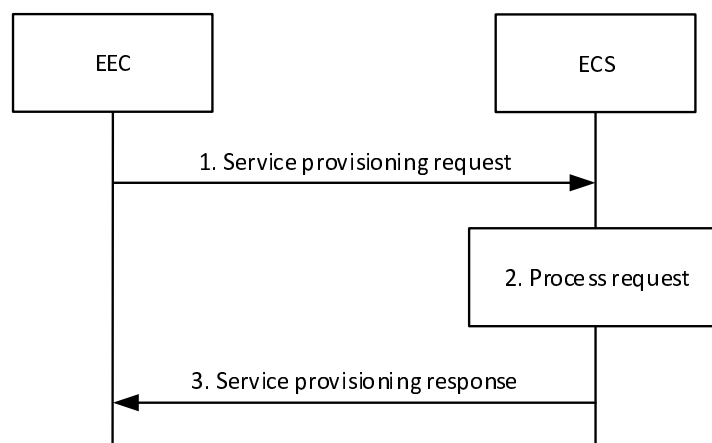 EEC
ECS
1. Service provisioning request
2. Process request
3. Service provisioning response